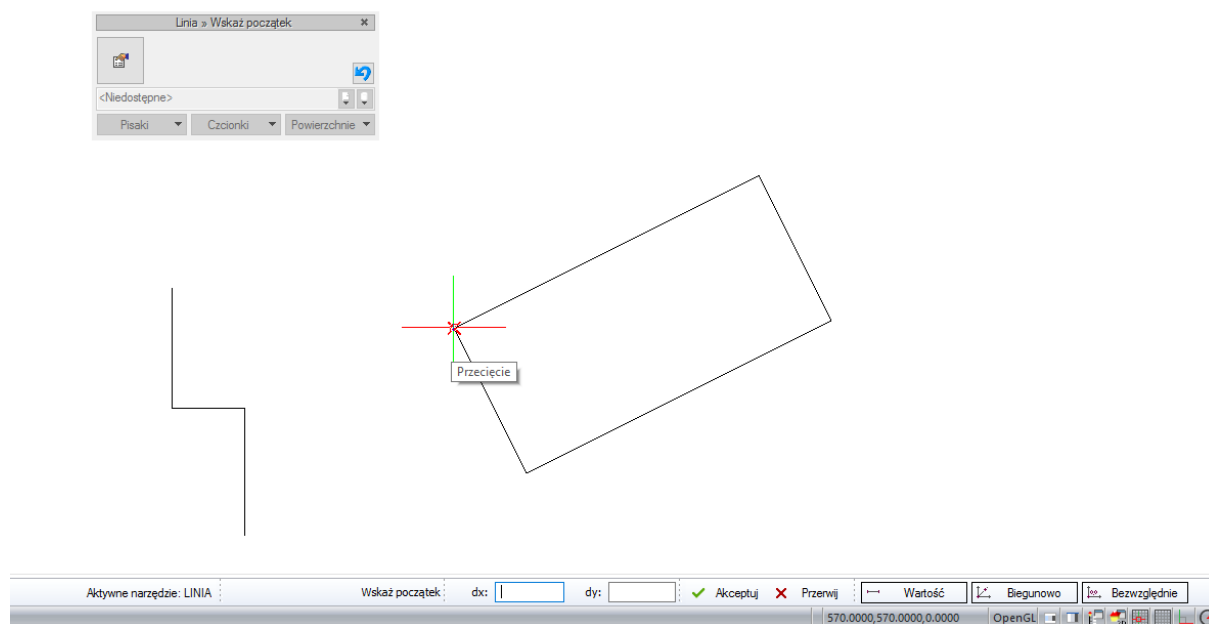 Linia » Wskaż początek
<Niedostępne>
Pisaki Czcionki Powierzchnie
Przecięcie
Aktywne narzędzie: LINIA Wskaż początek dx: dy: Akceptuj Przerwij Wartość Biegunowo Bezwzględnie
570.0000,570.0000,0.0000 OpenGL